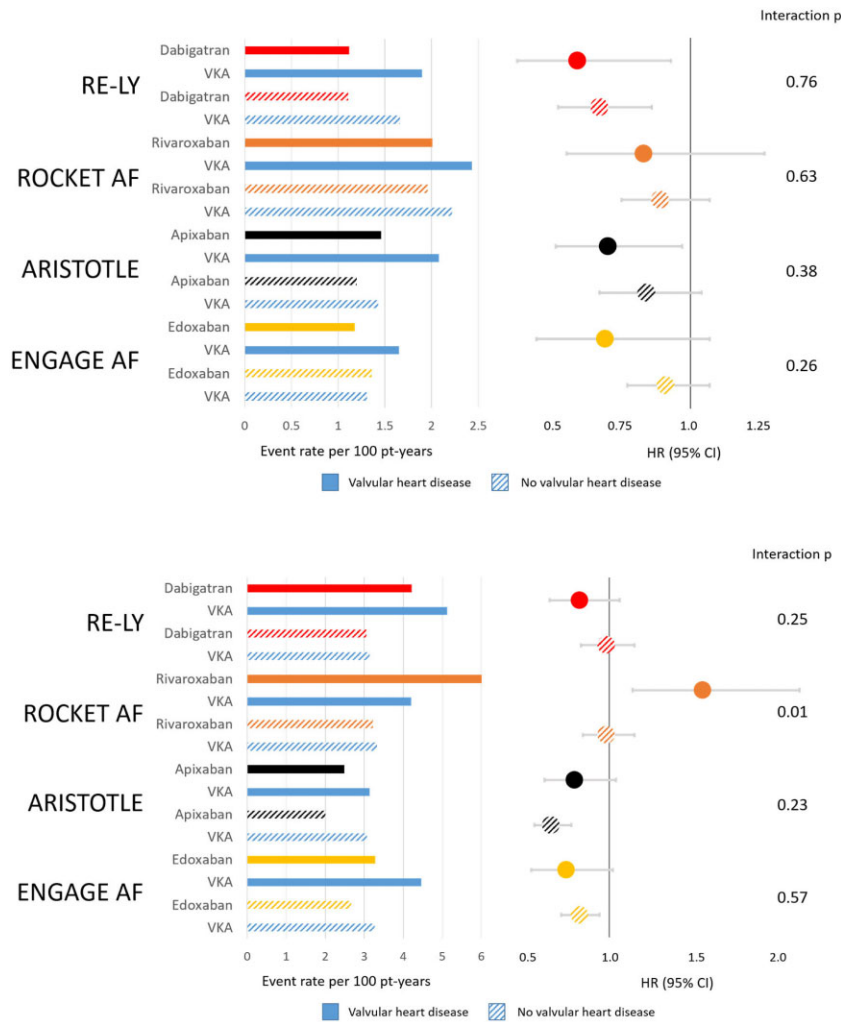 Interaction p
RE-LY
Dabigatran
VKA
Dabigatran
VKA
0.76
ROCKET AF
Rivaroxaban
VKA
Rivaroxaban
VKA
0.63
ARISTOTLE
Apixaban
VKA
Apixaban
VKA
0.38
ENGAGE AF
Edoxaban
VKA
Edoxaban
VKA
0.26
0 0.5 1 1.5 2 2.5 0.5 0.75 1.0 1.25
Event rate per 100 pt-years HR (95% CI)
Valvular heart disease No valvular heart disease
Interaction p
RE-LY
Dabigatran
VKA
Dabigatran
VKA
0.25
ROCKET AF
Rivaroxaban
VKA
Rivaroxaban
VKA
0.01
ARISTOTLE
Apixaban
VKA
Apixaban
VKA
0.23
ENGAGE AF
Edoxaban
VKA
Edoxaban
VKA
0.57
0 1 2 3 4 5 6 0.5 1.0 1.5 2.0
Event rate per 100 pt-years HR (95% CI)
Valvular heart disease No valvular heart disease